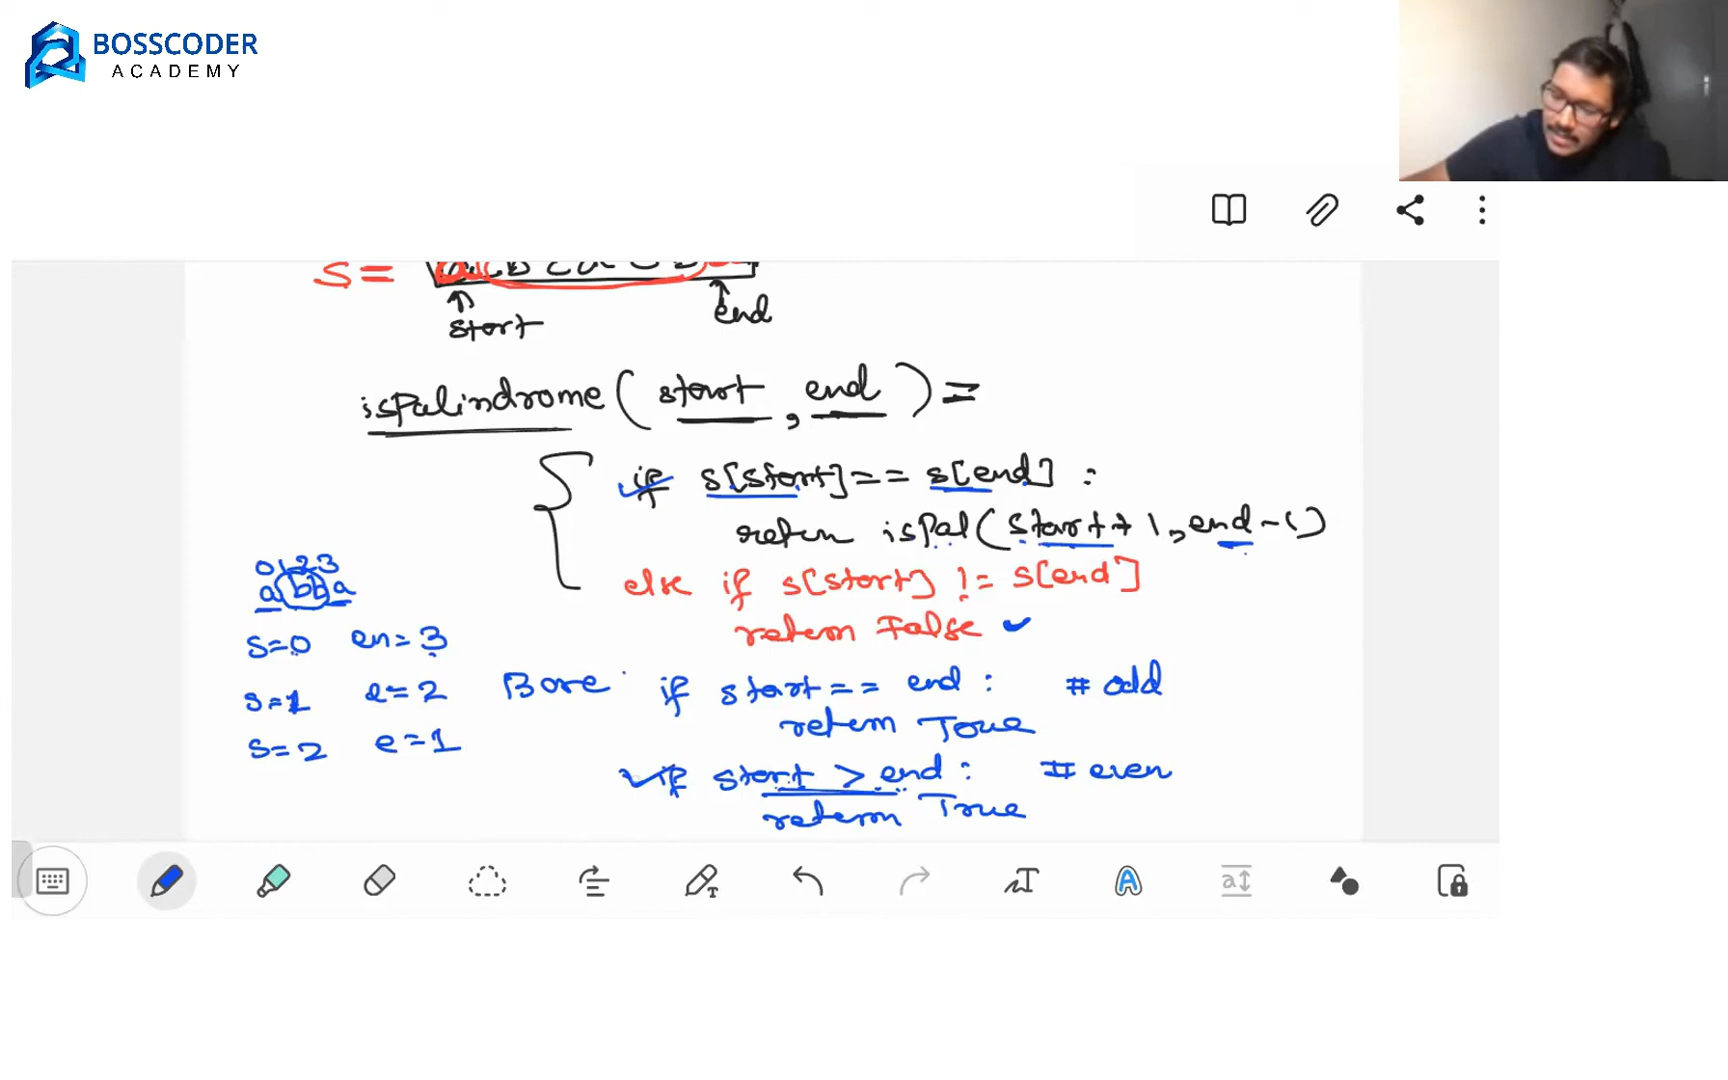 BOSSCODER
ACADEMY
S=
start
end
isPalindrome(start, end) =
if s[start] == s[end] :
return isPal(start+1, end-1)
else if s[start] != s[end]
return False
0123
abba
s=0 en=3
s=1 e=2
s=2 e=1
Base if start == end : # odd
return True
if start > end : # even
return True
T
T
A
a